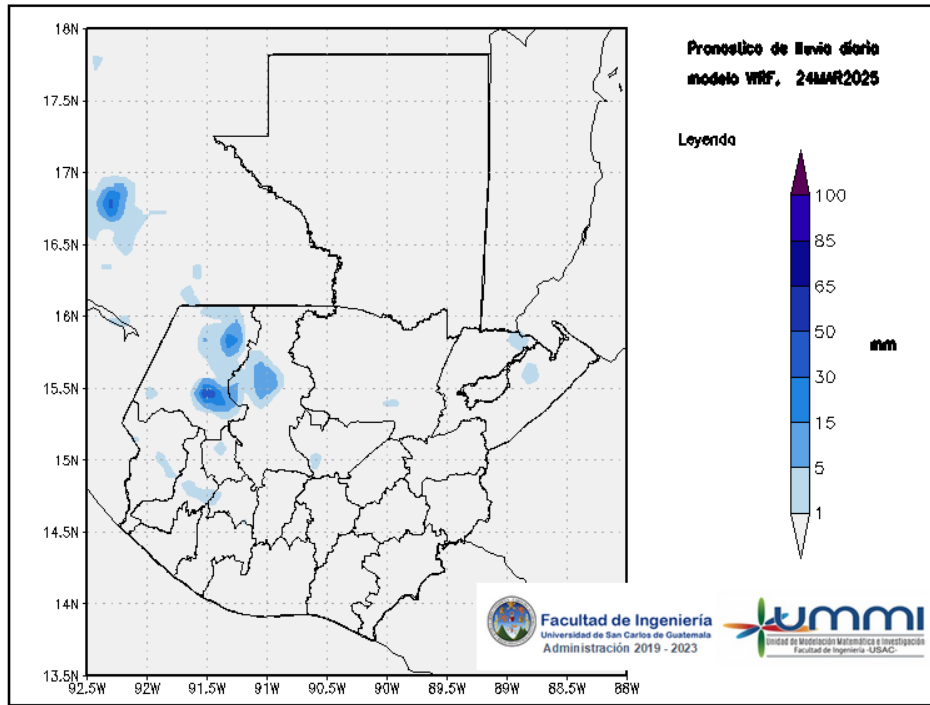 18N
17.5N
17N
16.5N
16N
15.5N
15N
14.5N
14N
13.5N
92.5W
92W
91.5W
91W
90.5W
90W
89.5W
89W
88.5W
88W
Pronostico de lluvia diaria
modelo WRF, 24MAR2025
Leyenda
100
85
65
50
30
15
5
1
mm
Facultad de Ingeniería
Universidad de San Carlos de Guatemala
Administración 2019 - 2023
UMMI
Unidad de Modelación Matemática e Investigación
Facultad de Ingeniería -USAC-